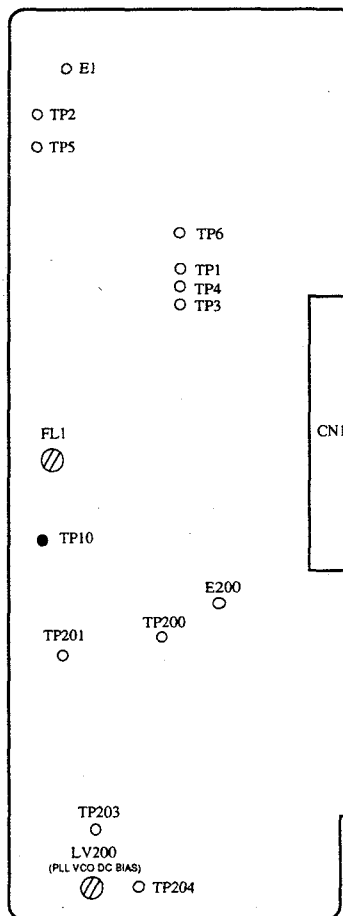 E1
TP2
TP5
TP6
TP1
TP4
TP3
FL1
CN1
TP10
E200
TP200
TP201
TP203
LV200
(PLL VCO DC BIAS)
TP204